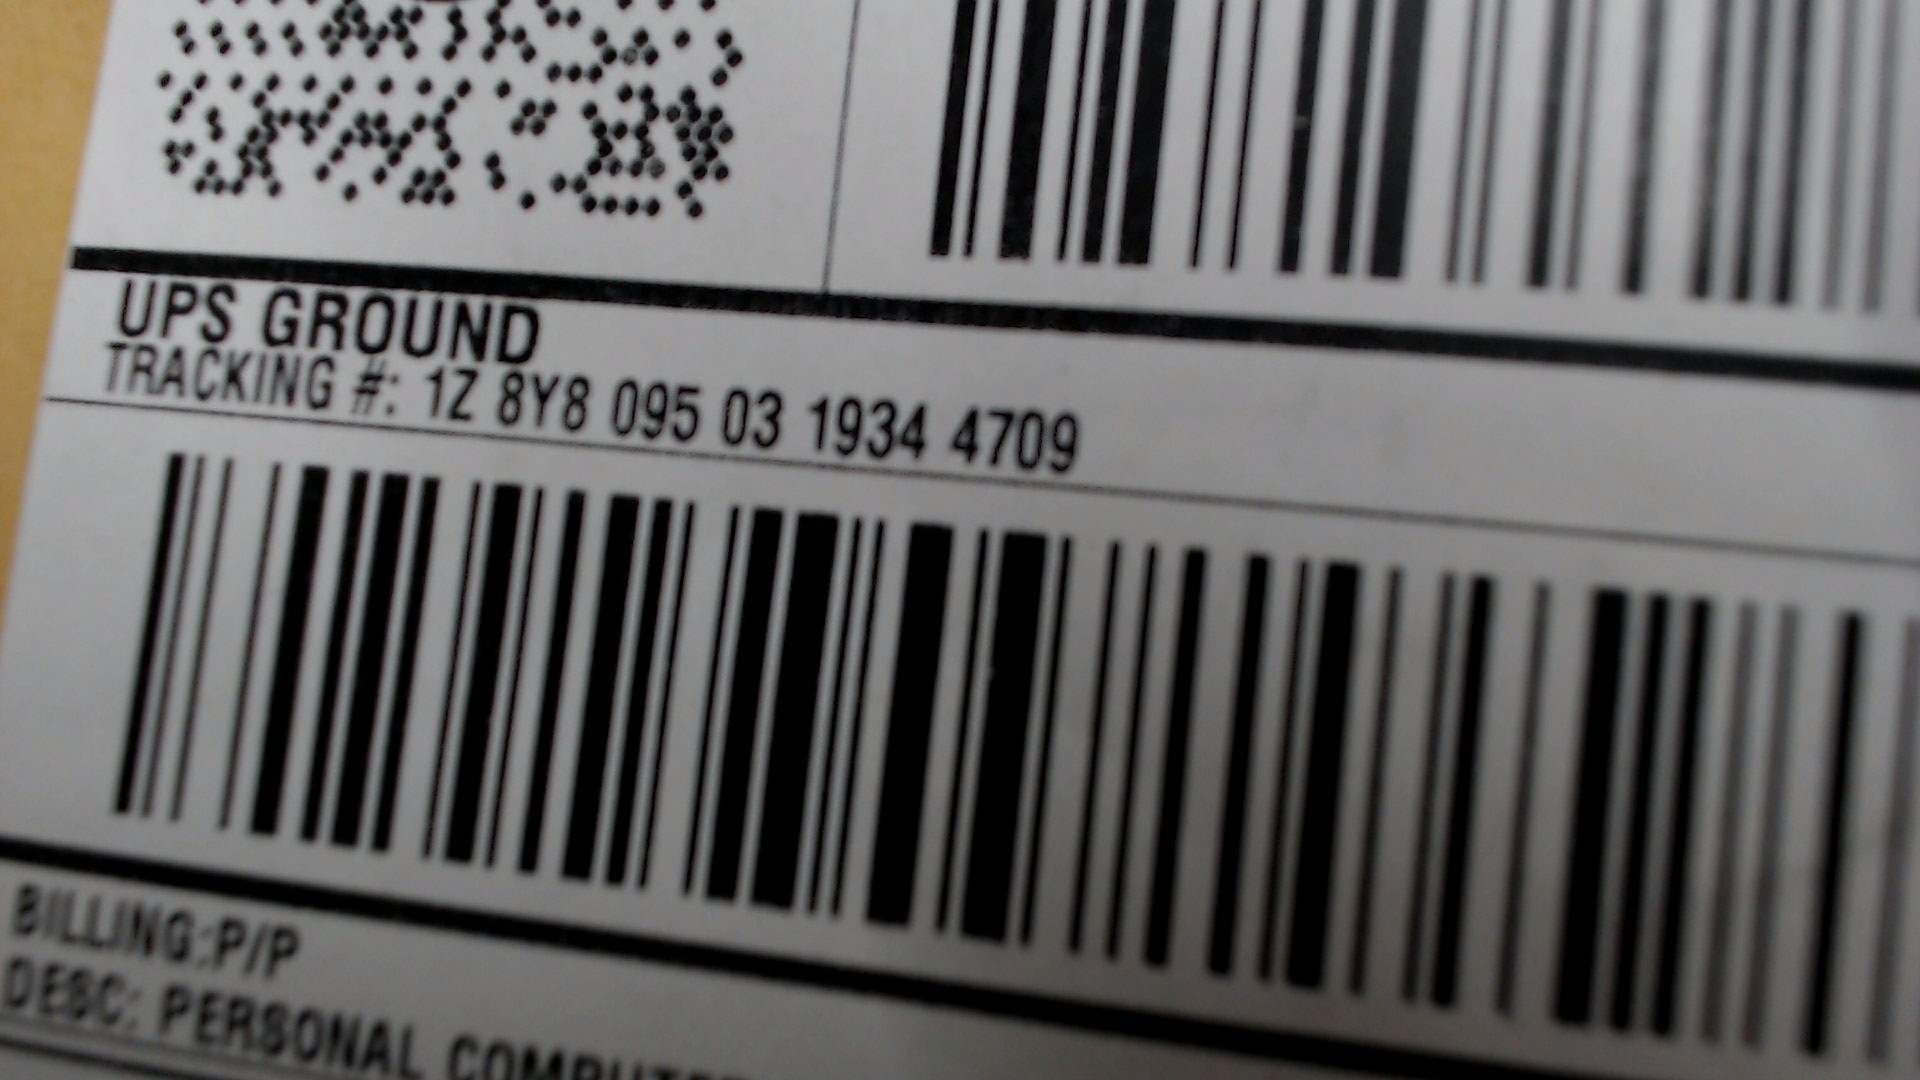 UPS GROUND
TRACKING #: 1Z 8Y8 095 03 1934 4709
BILLING:P/P
DESC: PERSONAL